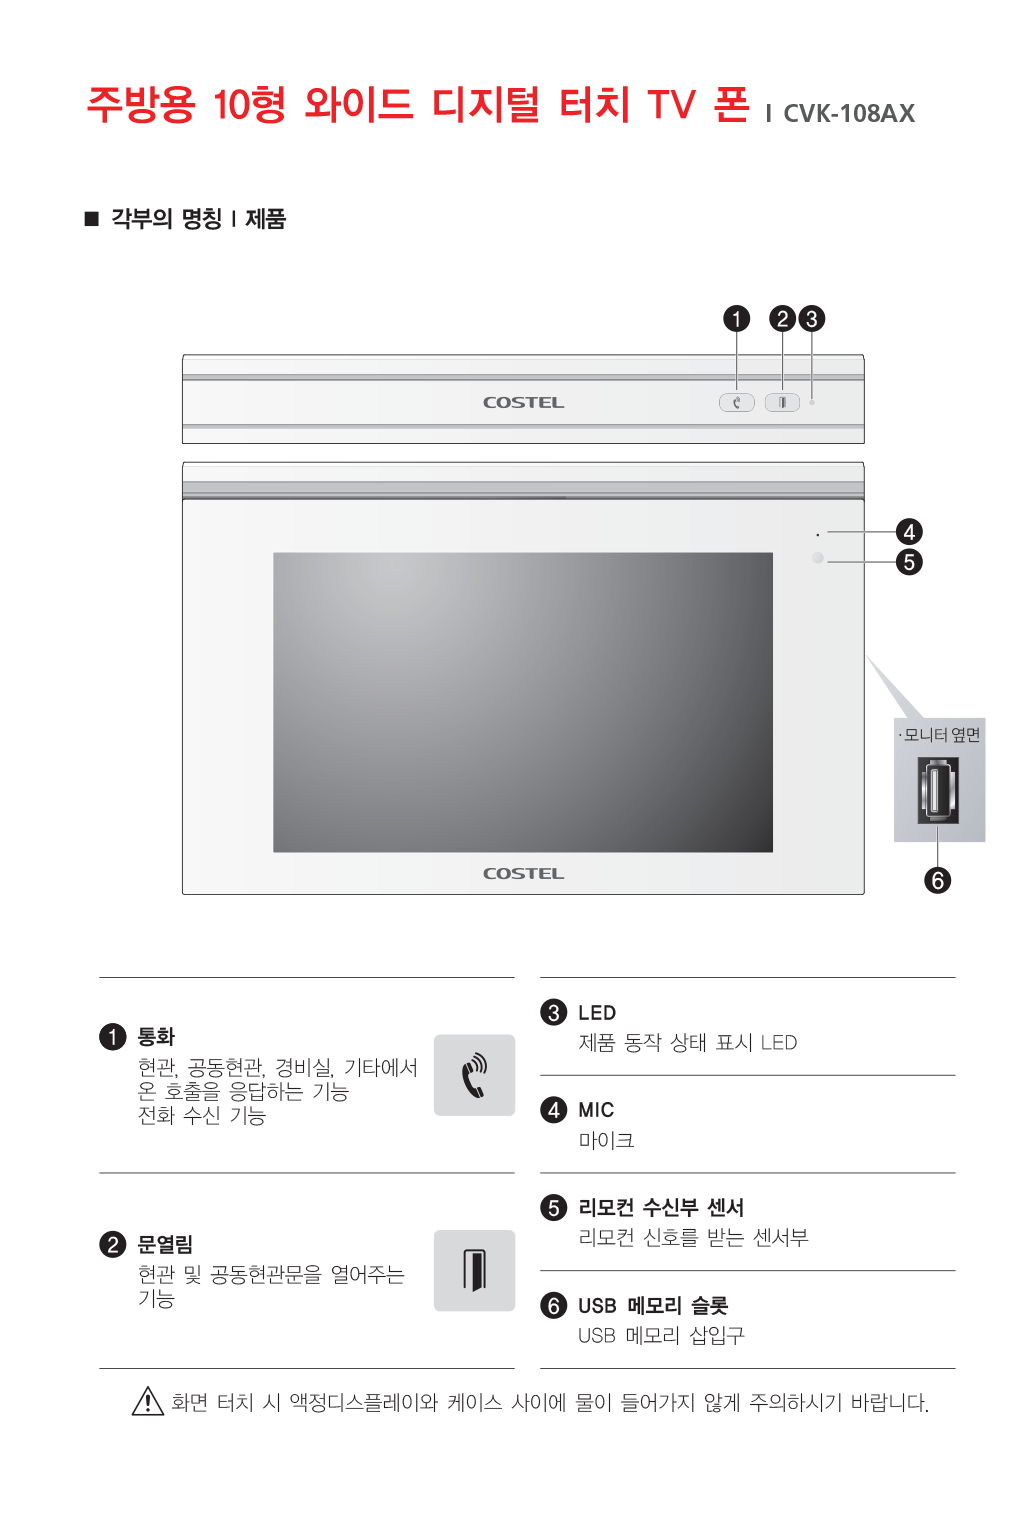 주방용 10형 와이드 디지털 터치 TV 폰 I CVK-108AX
■ 각부의 명칭 I 제품
1 2 3
COSTEL
4
5
· 모니터 옆면
COSTEL
6
1 통화
현관, 공동현관, 경비실, 기타에서
온 호출을 응답하는 기능
전화 수신 기능
2 문열림
현관 및 공동현관문을 열어주는
기능
3 LED
제품 동작 상태 표시 LED
4 MIC
마이크
5 리모컨 수신부 센서
리모컨 신호를 받는 센서부
6 USB 메모리 슬롯
USB 메모리 삽입구
화면 터치 시 액정디스플레이와 케이스 사이에 물이 들어가지 않게 주의하시기 바랍니다.